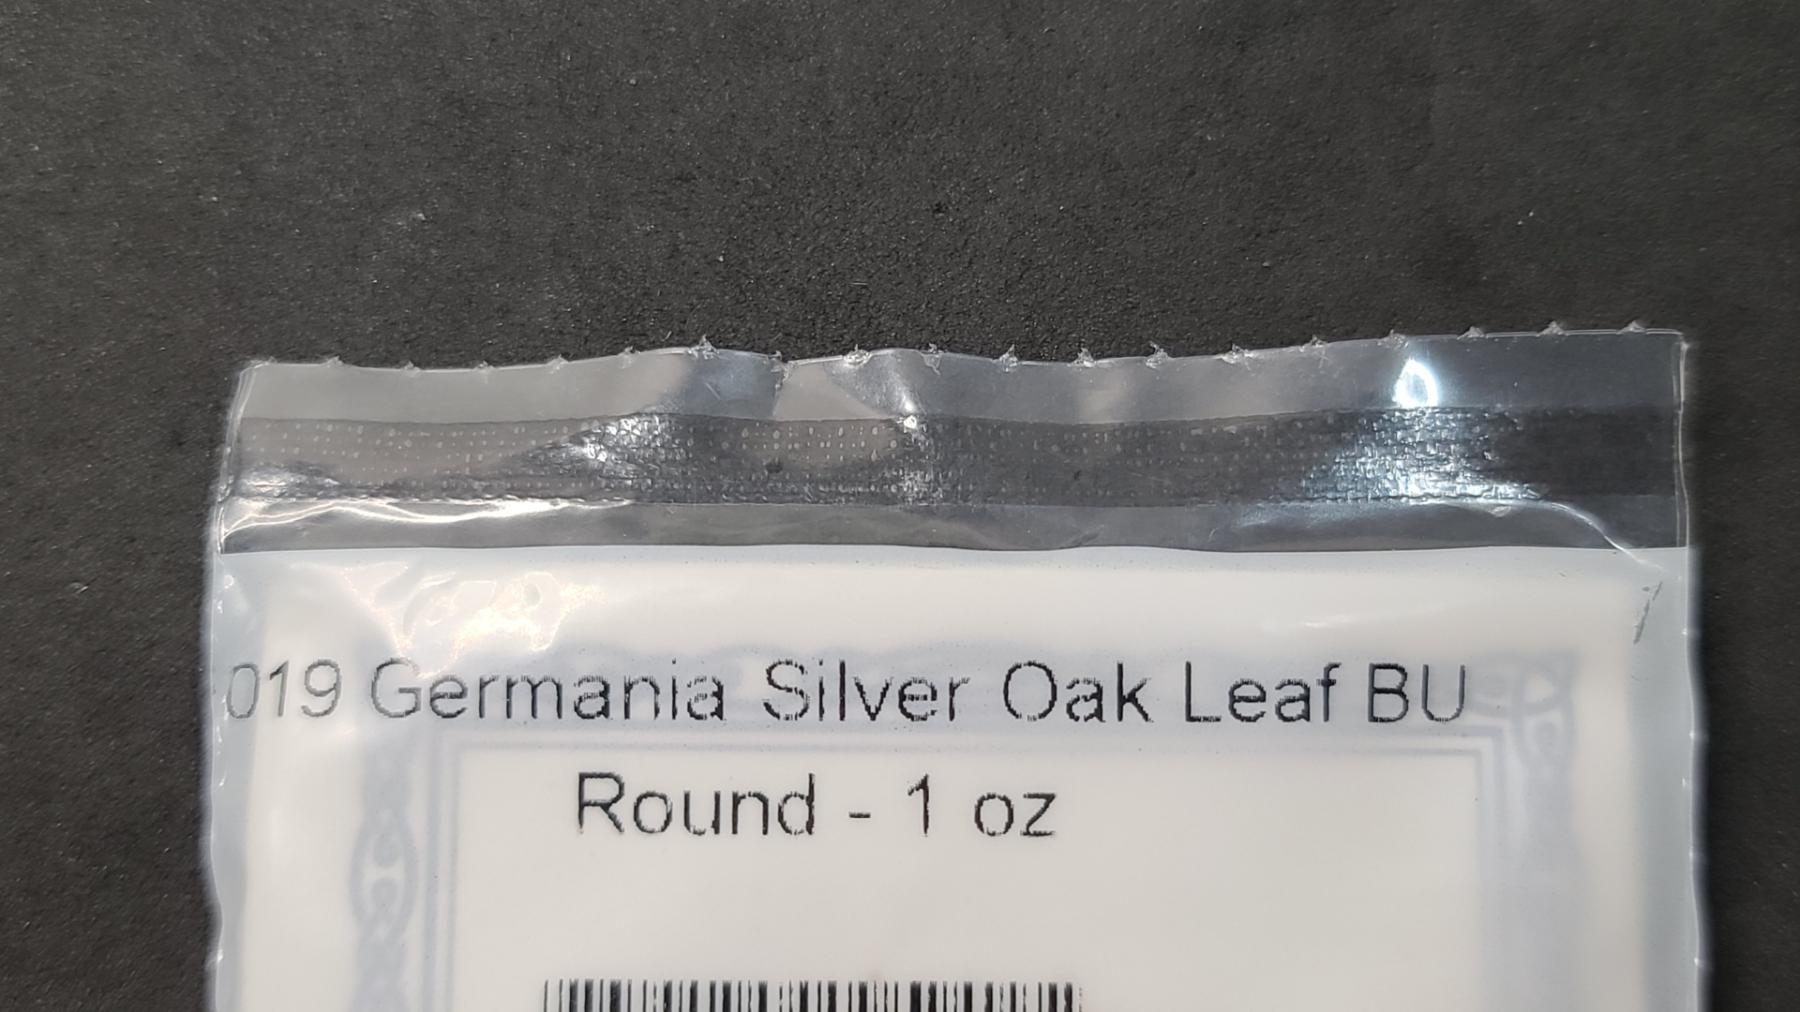 019 Germania Silver Oak Leaf BU
Round - 1 oz